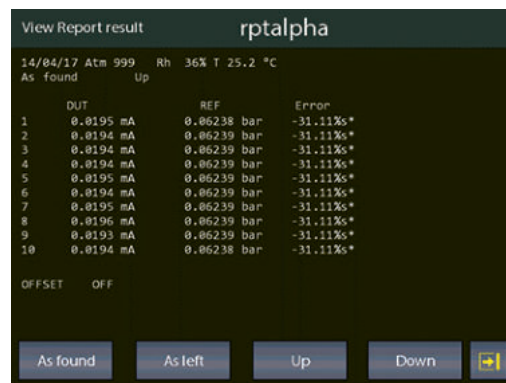 View Report result rptalpha
14/04/17 Atm 999 Rh 36% T 25.2 °C
As found Up
DUT REF Error
1 0.0195 mA 0.06238 bar -31.11%s*
2 0.0194 mA 0.06239 bar -31.11%s*
3 0.0194 mA 0.06239 bar -31.11%s*
4 0.0194 mA 0.06239 bar -31.11%s*
5 0.0195 mA 0.06239 bar -31.11%s*
6 0.0194 mA 0.06239 bar -31.11%s*
7 0.0195 mA 0.06239 bar -31.11%s*
8 0.0196 mA 0.06239 bar -31.11%s*
9 0.0193 mA 0.06239 bar -31.11%s*
10 0.0194 mA 0.06238 bar -31.11%s*
OFFSET OFF
As found As left Up Down